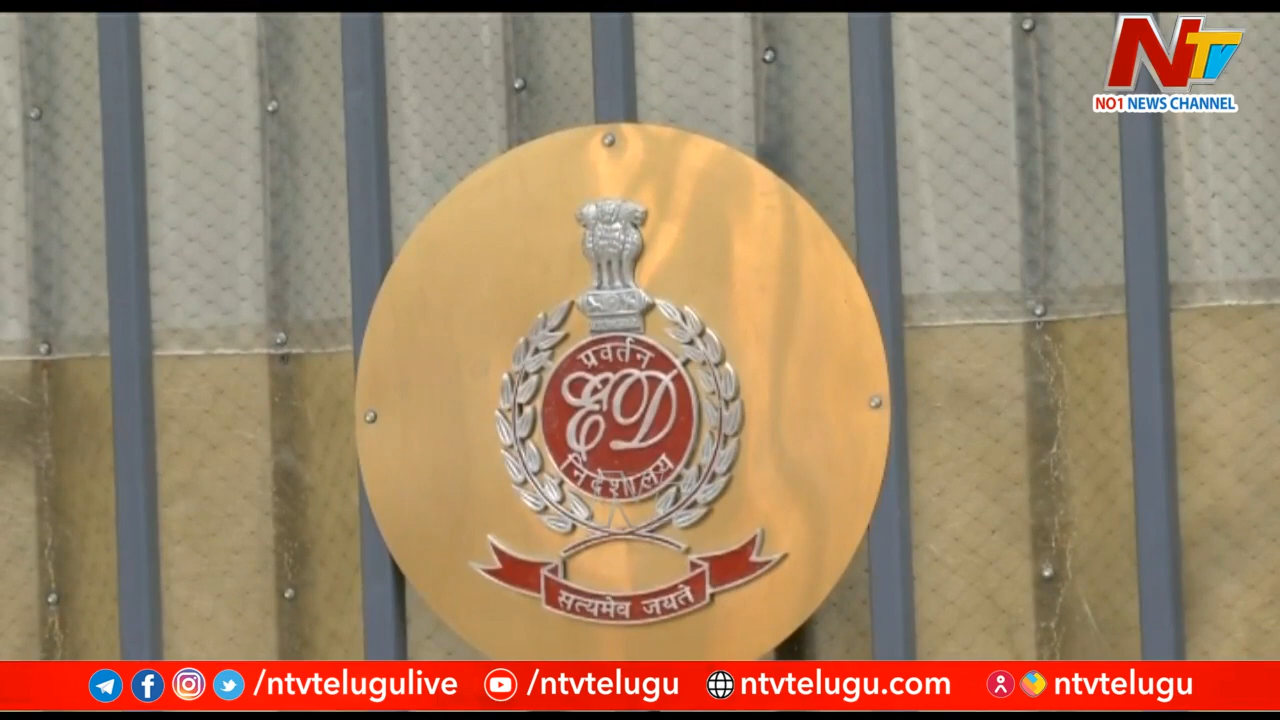 NTV
NO1 NEWS CHANNEL
प्रवर्तन
ED
निदेशालय
सत्यमेव जयते
/ntvtelugulive /ntvtelugu ntvtelugu.com ntvtelugu